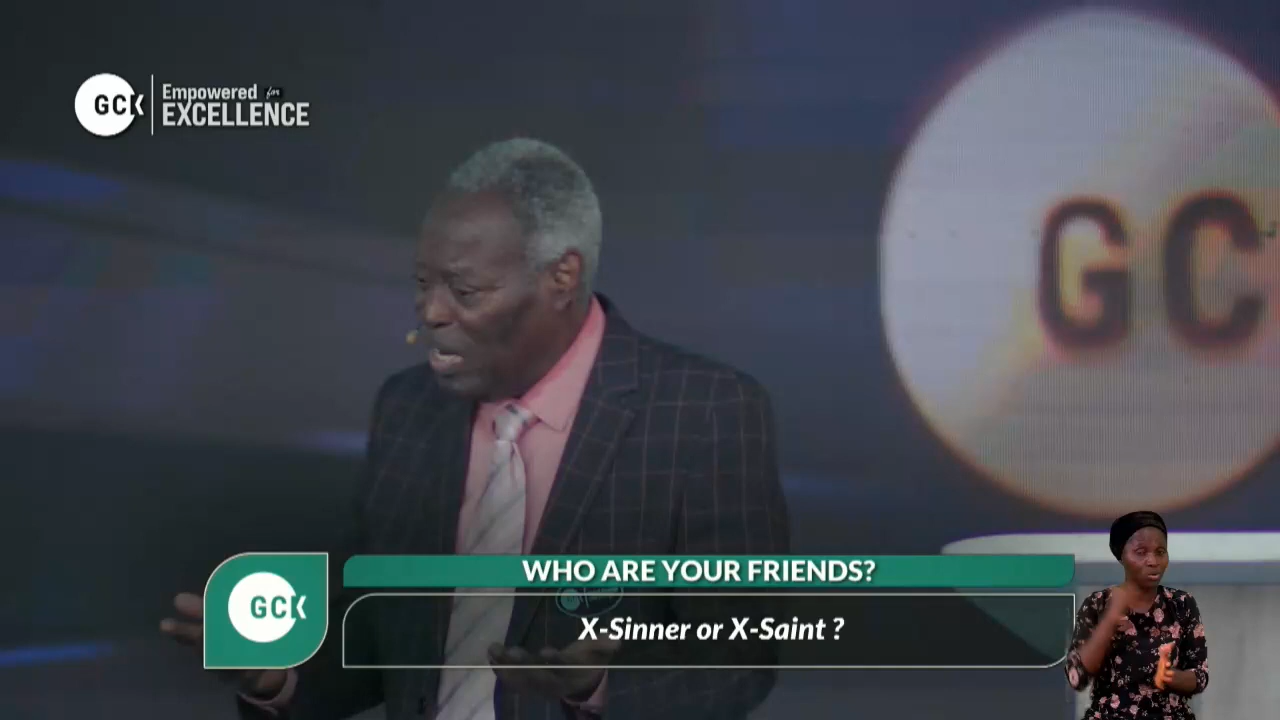 GCK
Empowered for
EXCELLENCE
GC
GCK
WHO ARE YOUR FRIENDS?
X-Sinner or X-Saint ?